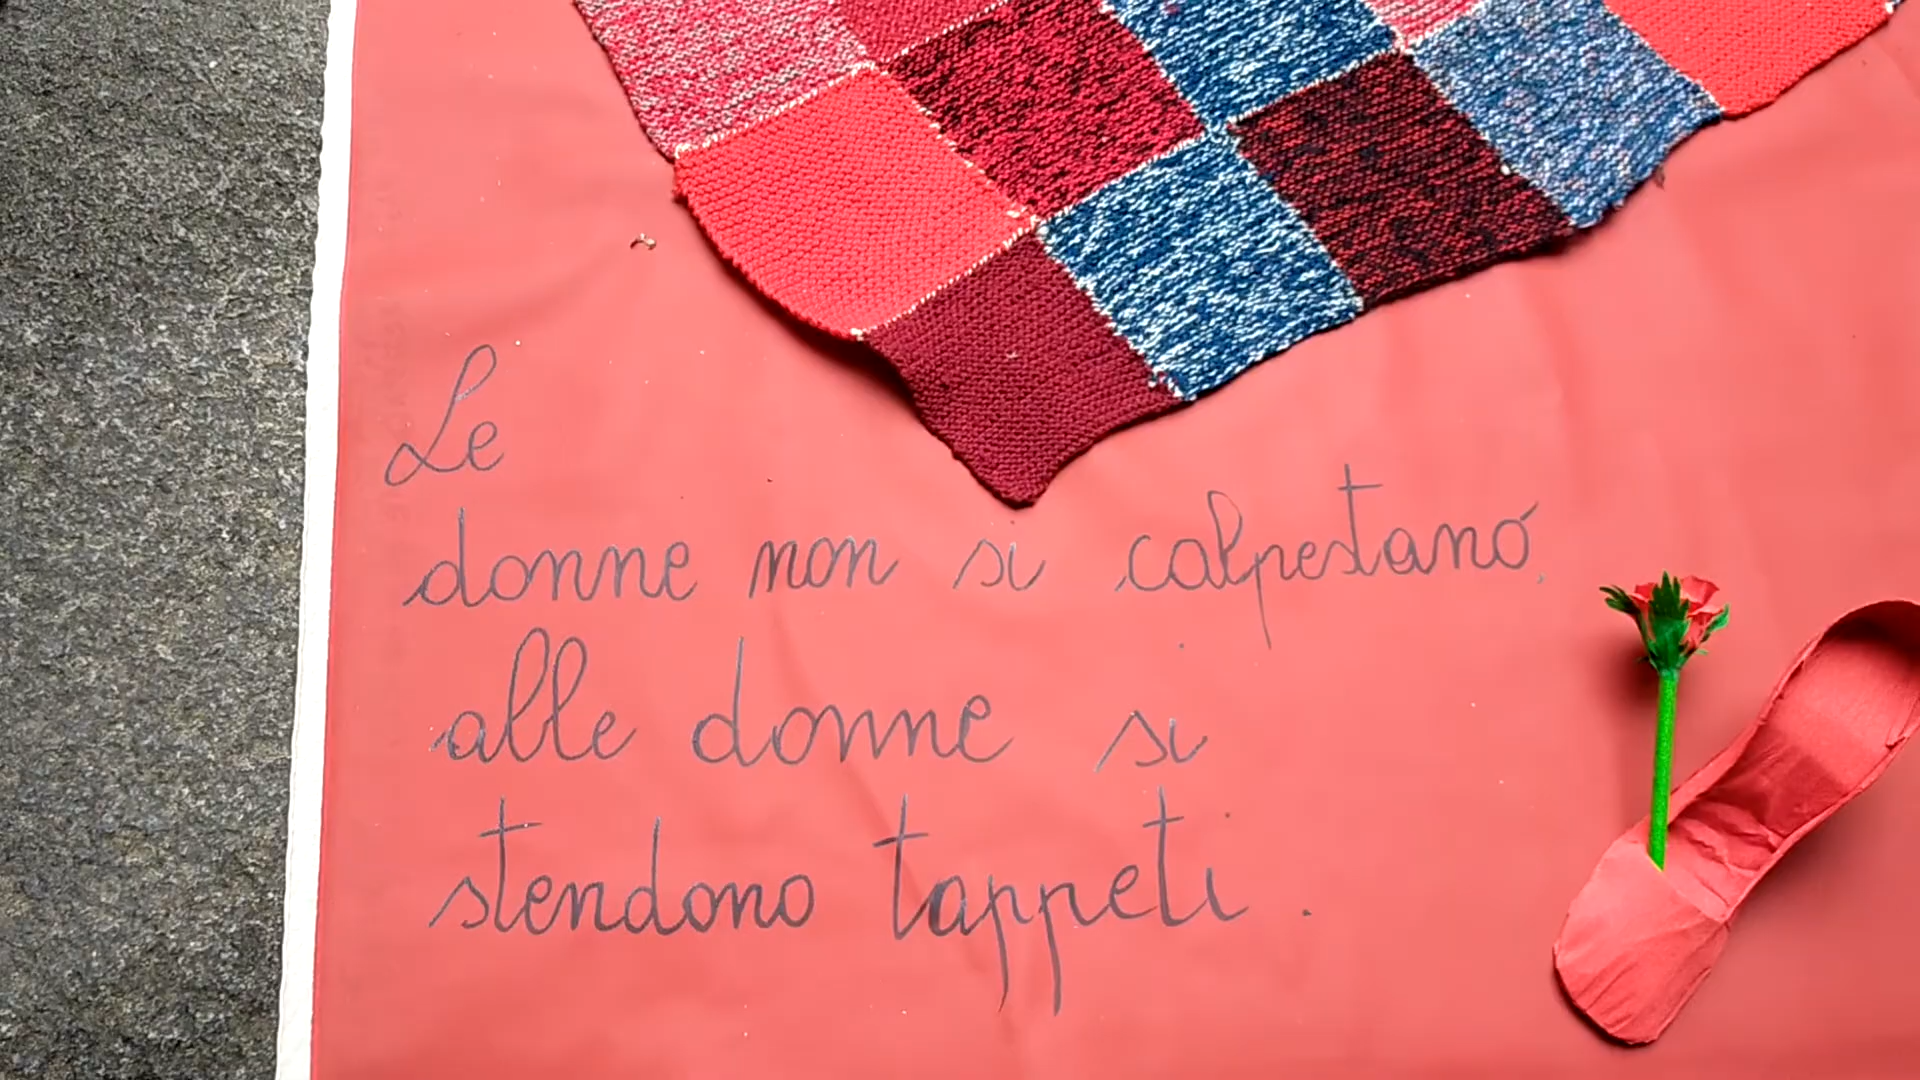 Le
donne non si calpestano,
alle donne si
stendono tappeti.